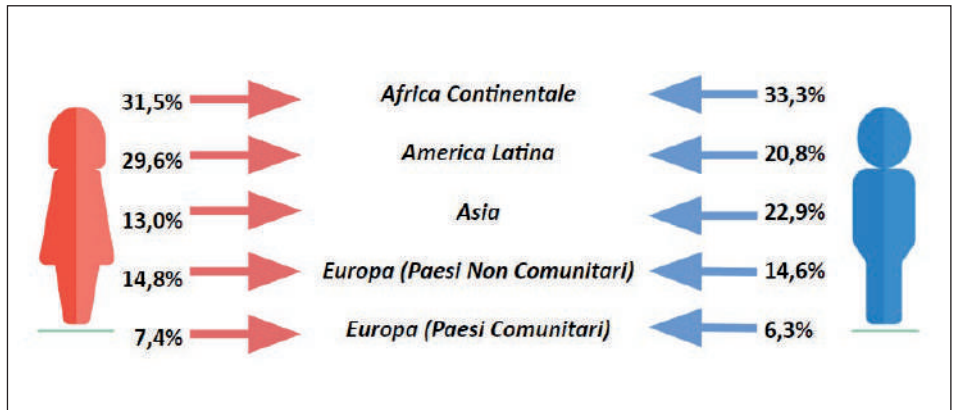 31,5% Africa Continentale 33,3%
29,6% America Latina 20,8%
13,0% Asia 22,9%
14,8% Europa (Paesi Non Comunitari) 14,6%
7,4% Europa (Paesi Comunitari) 6,3%